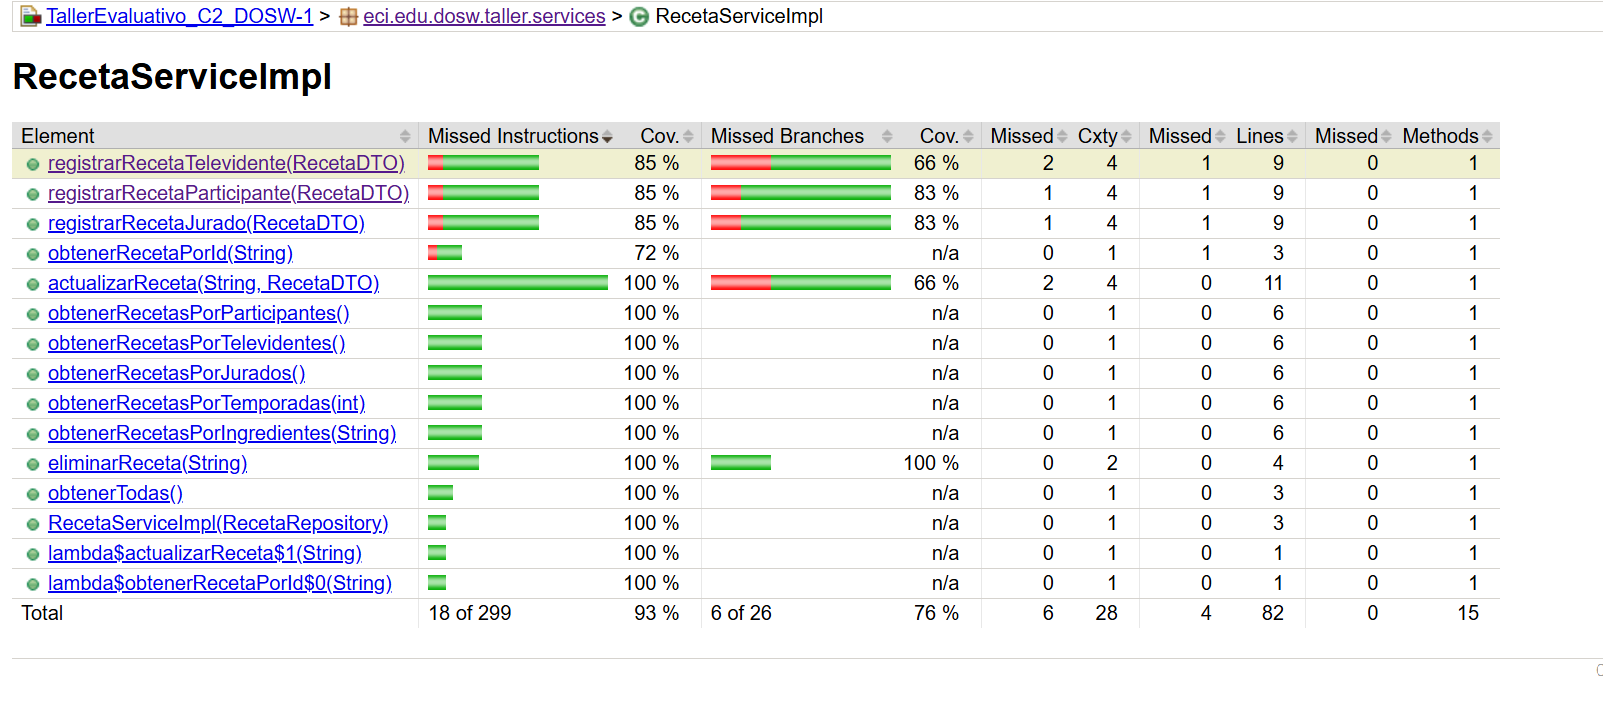 TallerEvaluativo_C2_DOSW-1 > eci.edu.dosw.taller.services > RecetaServiceImpl
RecetaServiceImpl
Element Missed Instructions Cov. Missed Branches Cov. Missed Cxty Missed Lines Missed Methods
registrarRecetaTelevidente(RecetaDTO) 85 % 66 % 2 4 1 9 0 1
registrarRecetaParticipante(RecetaDTO) 85 % 83 % 1 4 1 9 0 1
registrarRecetaJurado(RecetaDTO) 85 % 83 % 1 4 1 9 0 1
obtenerRecetaPorId(String) 72 % n/a 0 1 1 3 0 1
actualizarReceta(String, RecetaDTO) 100 % 66 % 2 4 0 11 0 1
obtenerRecetasPorParticipantes() 100 % n/a 0 1 0 6 0 1
obtenerRecetasPorTelevidentes() 100 % n/a 0 1 0 6 0 1
obtenerRecetasPorJurados() 100 % n/a 0 1 0 6 0 1
obtenerRecetasPorTemporadas(int) 100 % n/a 0 1 0 6 0 1
obtenerRecetasPorIngredientes(String) 100 % n/a 0 1 0 6 0 1
eliminarReceta(String) 100 % 100 % 0 2 0 4 0 1
obtenerTodas() 100 % n/a 0 1 0 3 0 1
RecetaServiceImpl(RecetaRepository) 100 % n/a 0 1 0 3 0 1
lambda$actualizarReceta$1(String) 100 % n/a 0 1 0 1 0 1
lambda$obtenerRecetaPorId$0(String) 100 % n/a 0 1 0 1 0 1
Total 18 of 299 93 % 6 of 26 76 % 6 28 4 82 0 15